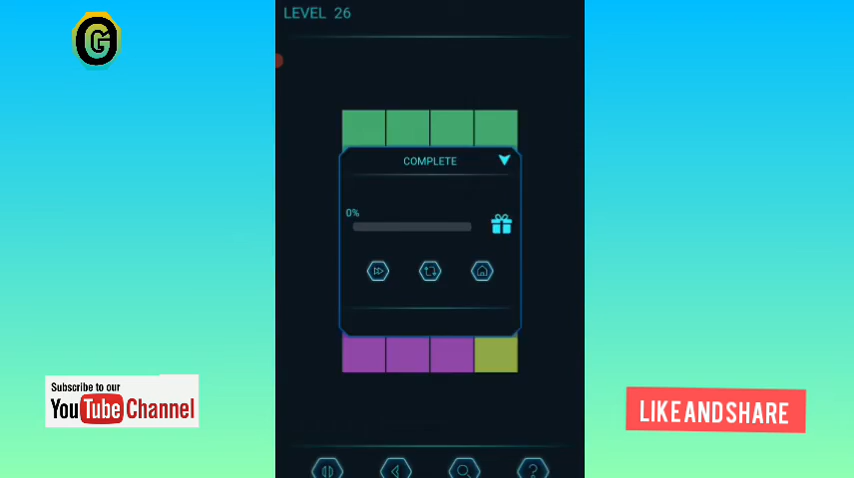 LEVEL 26
G
COMPLETE
0%
Subscribe to our
YouTube Channel
LIKE AND SHARE
?